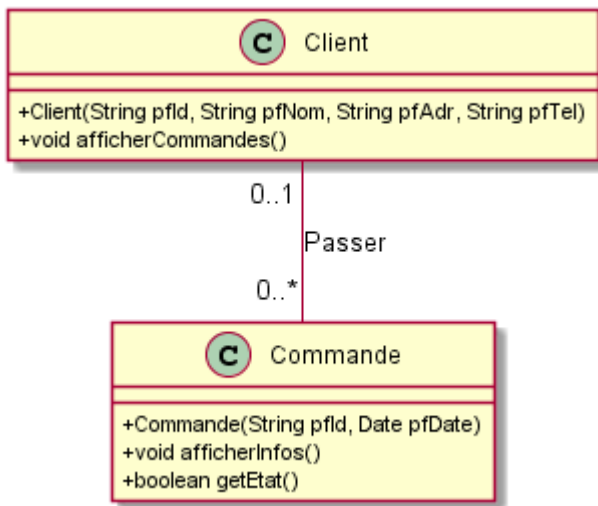 C Client
+Client(String pfId, String pfNom, String pfAdr, String pfTel)
+void afficherCommandes()
0..1
Passer
0..*
C Commande
+Commande(String pfId, Date pfDate)
+void afficherInfos()
+boolean getEtat()